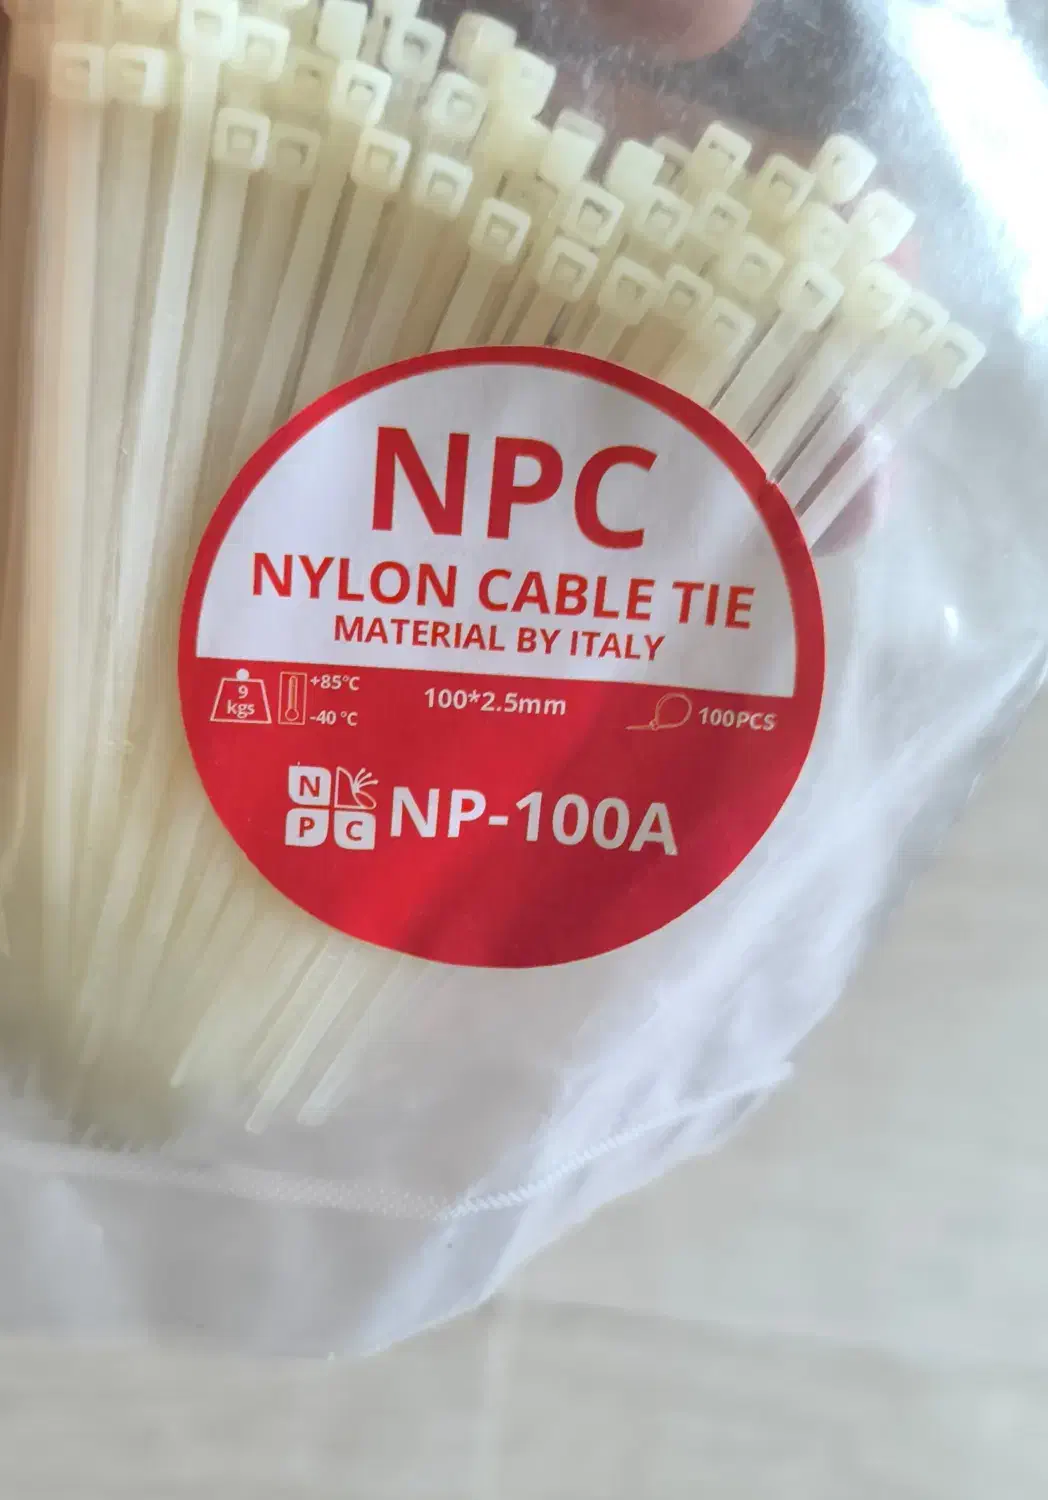 NPC
NYLON CABLE TIE
MATERIAL BY ITALY
9 kgs
+85°C
-40 °C
100*2.5mm
100PCS
N
P C
NP-100A